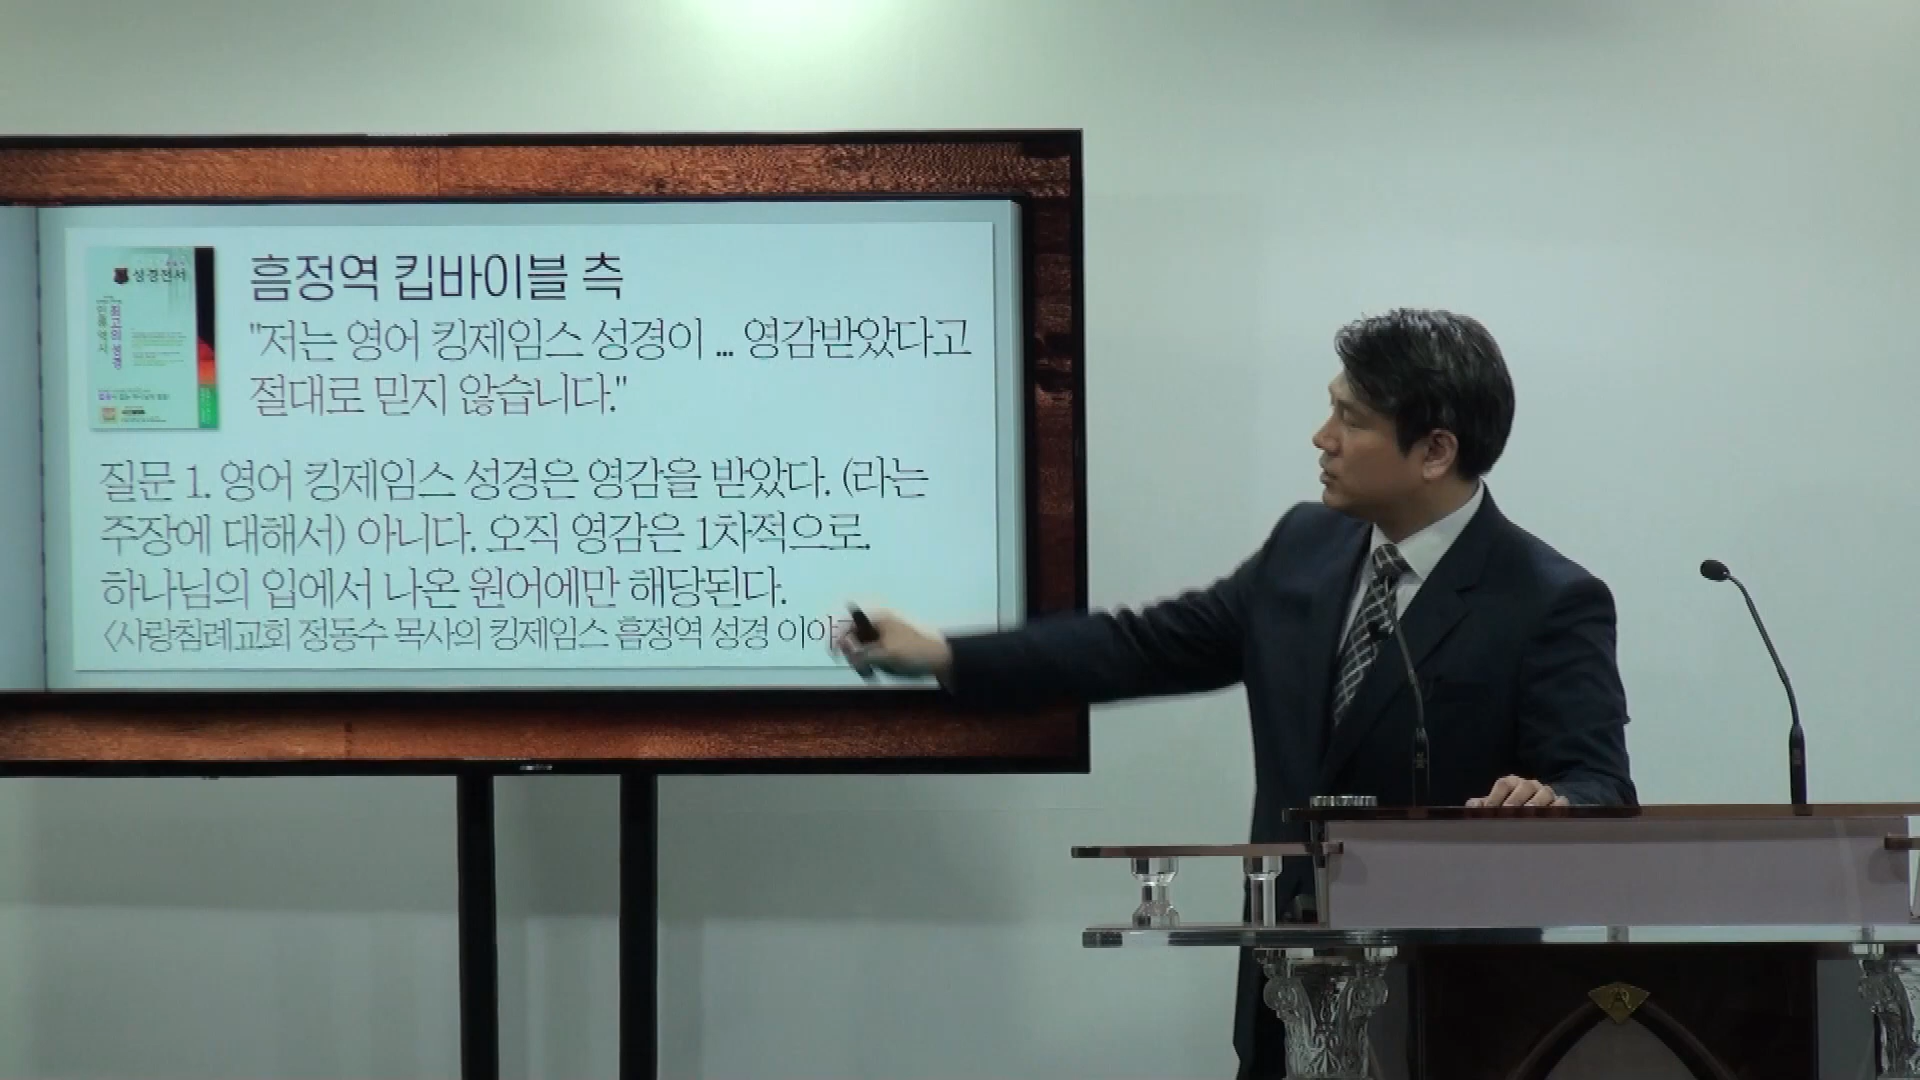 흠정역 킵바이블 측
"저는 영어 킹제임스 성경이 ... 영감받았다고
절대로 믿지 않습니다."
성경전서
최고의 성경
질문 1. 영어 킹제임스 성경은 영감을 받았다. (라는
주장에 대해서) 아니다. 오직 영감은 1차적으로
하나님의 입에서 나온 원어에만 해당된다.
<사랑침례교회 정동수 목사의 킹제임스 흠정역 성경